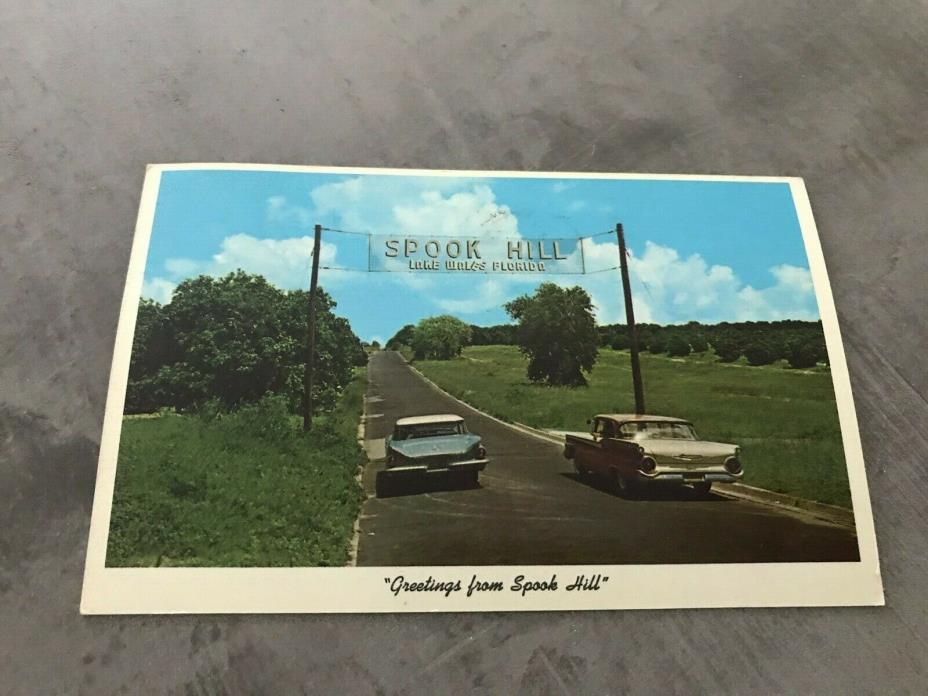 SPOOK HILL
LAKE WALES FLORIDA
"Greetings from Spook Hill"